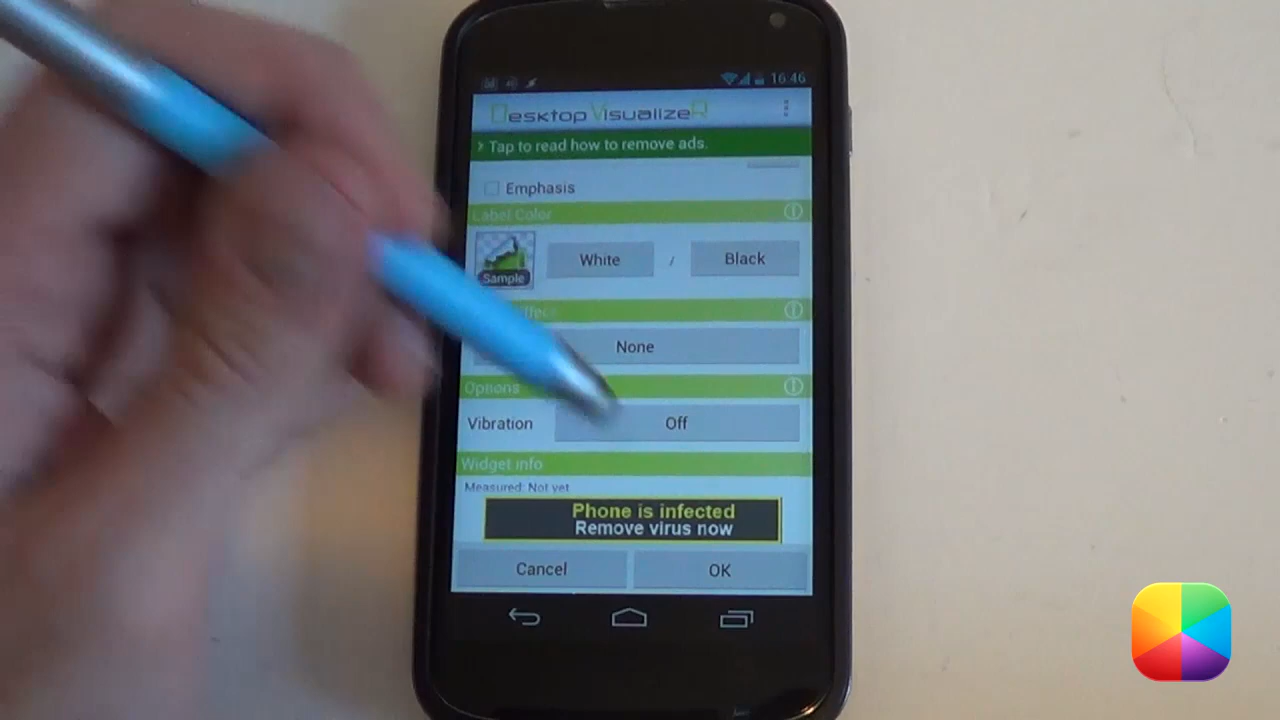 16:46
Desktop VisualizeR
> Tap to read how to remove ads.
Emphasis
Label Color
White / Black
Sample
None
Options
Vibration Off
Widget info
Measured: Not yet
Phone is infected
Remove virus now
Cancel OK